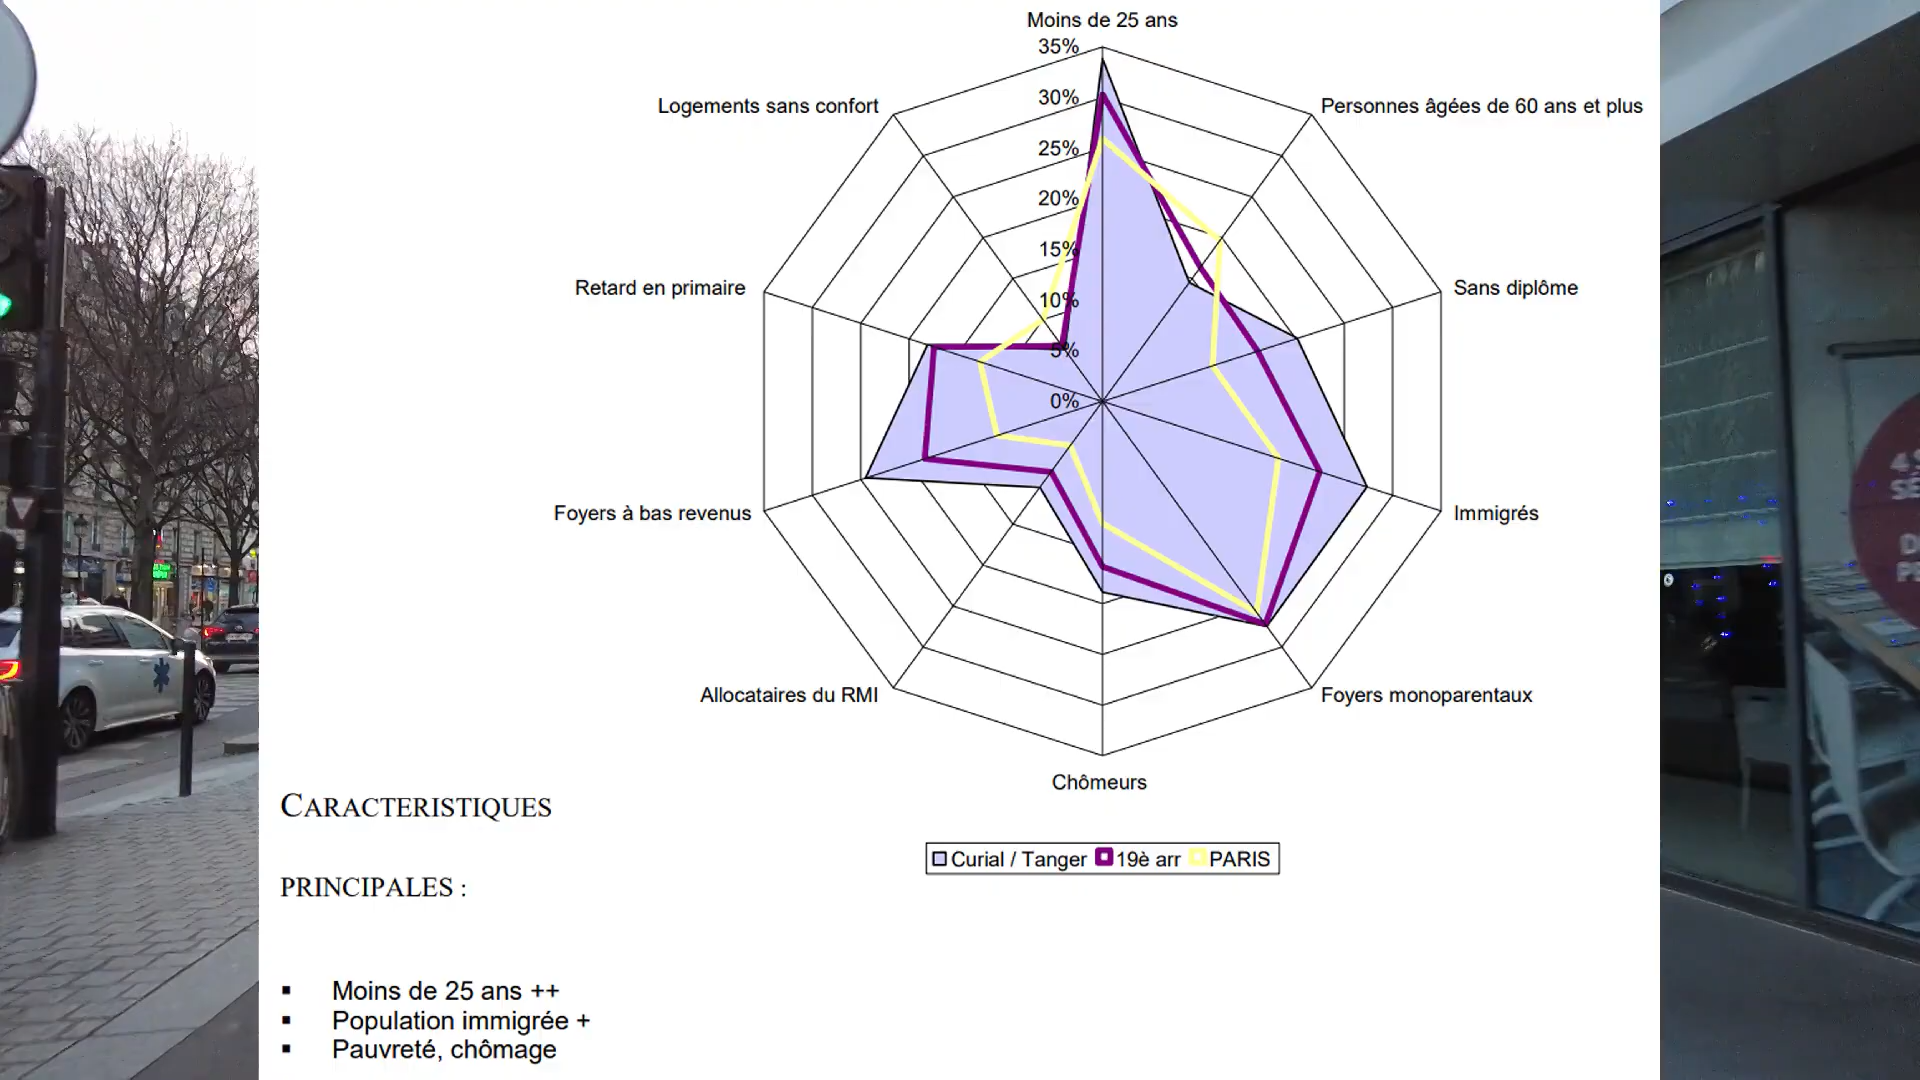 Moins de 25 ans
35%
Logements sans confort
30%
Personnes âgées de 60 ans et plus
25%
20%
15%
Retard en primaire
10%
Sans diplôme
5%
0%
Foyers à bas revenus
Immigrés
Allocataires du RMI
Foyers monoparentaux
Chômeurs
CARACTERISTIQUES
Curial / Tanger 19è arr PARIS
PRINCIPALES :
▪ Moins de 25 ans ++
▪ Population immigrée +
▪ Pauvreté, chômage